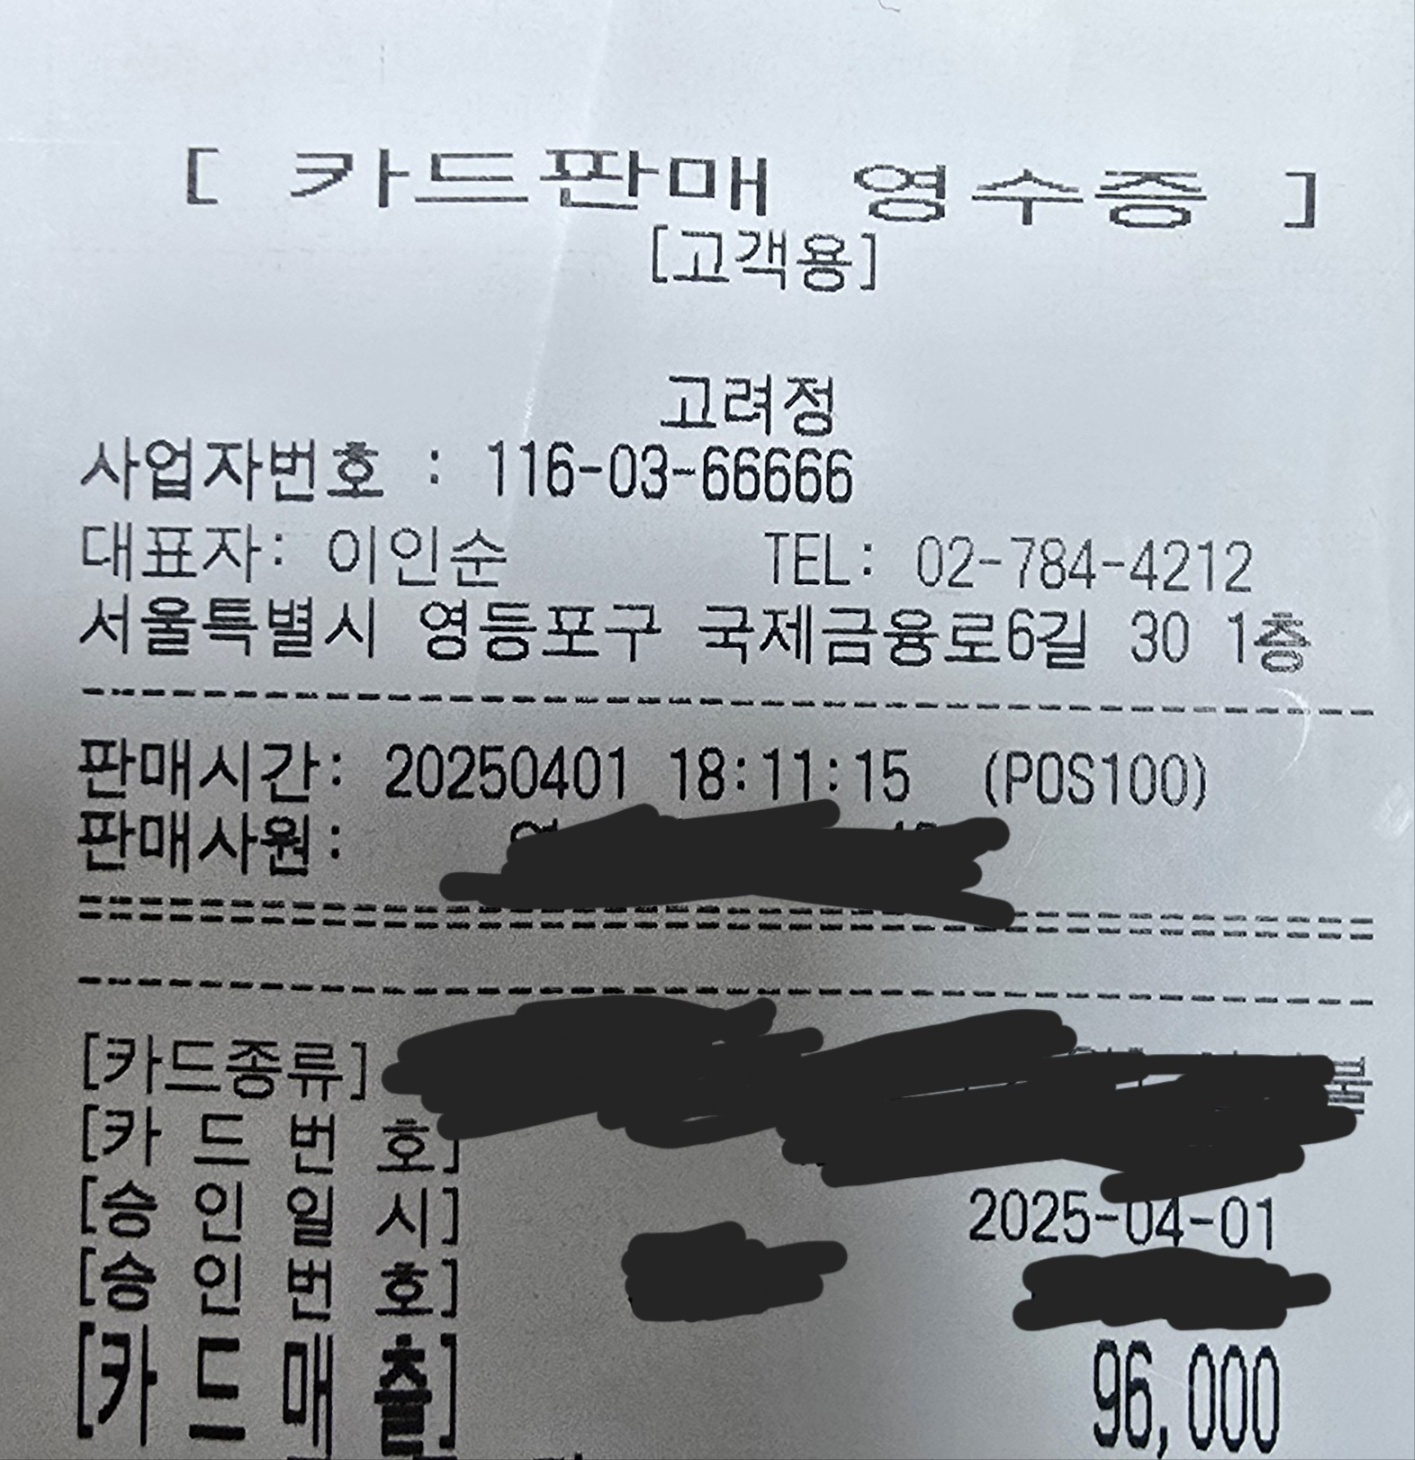 [ 카드판매 영수증 ]
[고객용]
고려정
사업자번호 : 116-03-66666
대표자: 이인순 TEL: 02-784-4212
서울특별시 영등포구 국제금융로6길 30 1층
판매시간: 20250401 18:11:15 (POS100)
판매사원:
[카드종류]
[카 드 번 호]
[승 인 일 시] 2025-04-01
[승 인 번 호]
[카 드 매 출] 96,000